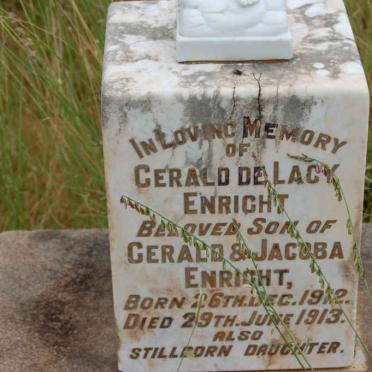 IN LOVING MEMORY
OF
GERALD DE LACY
ENRIGHT
BELOVED SON OF
GERALD & JACOBA
ENRIGHT,
BORN 26TH. DEC. 1912.
DIED 29TH. JUNE 1913.
ALSO
STILLBORN DAUGHTER.